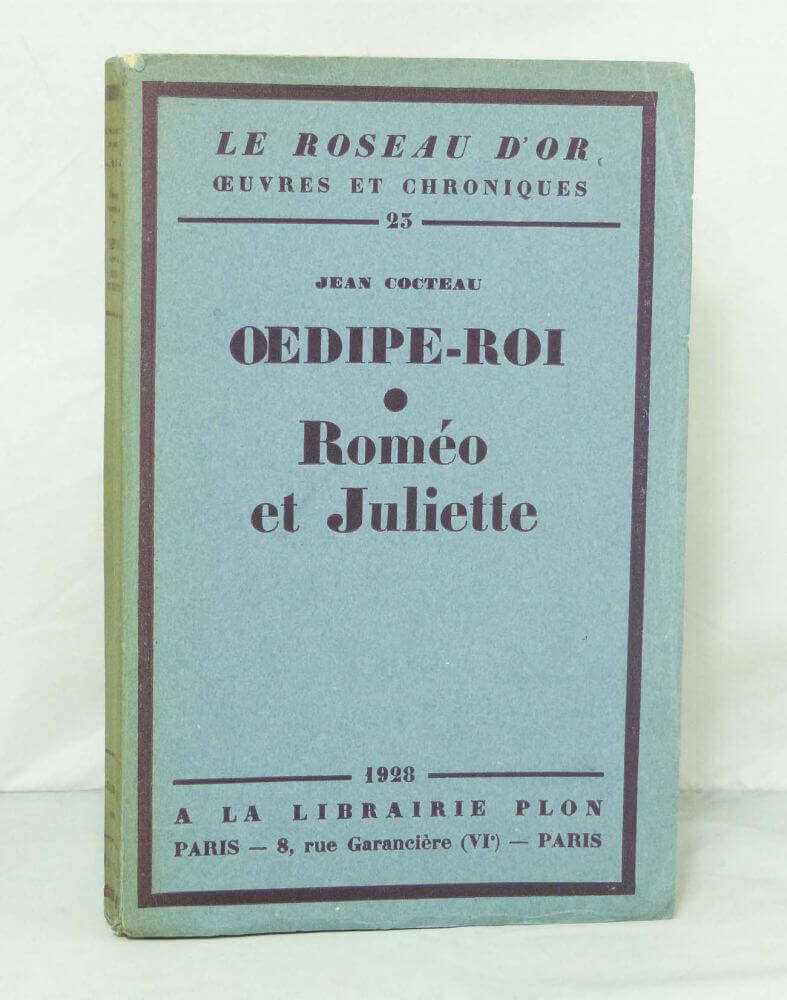 LE ROSEAU D'OR
ŒUVRES ET CHRONIQUES
25
JEAN COCTEAU
ŒDIPE-ROI
•
Roméo
et Juliette
1928
A LA LIBRAIRIE PLON
PARIS — 8, rue Garancière (VIᵉ) — PARIS